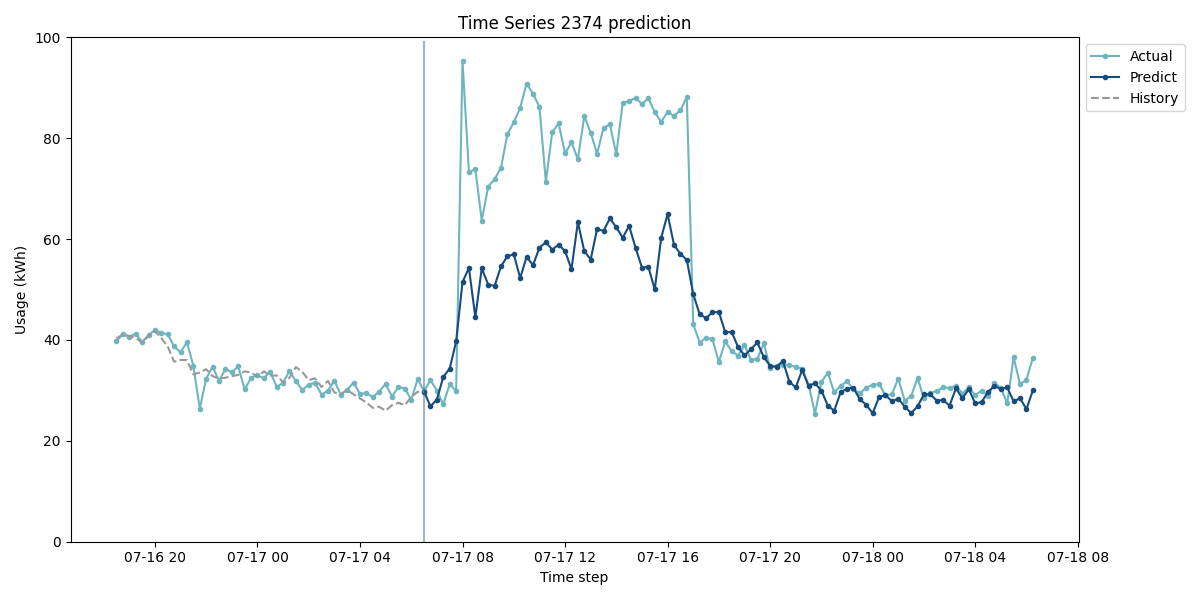 Time Series 2374 prediction
Usage (kWh)
100
80
60
40
20
0
07-16 20
07-17 00
07-17 04
07-17 08
07-17 12
07-17 16
07-17 20
07-18 00
07-18 04
07-18 08
Time step
Actual
Predict
History